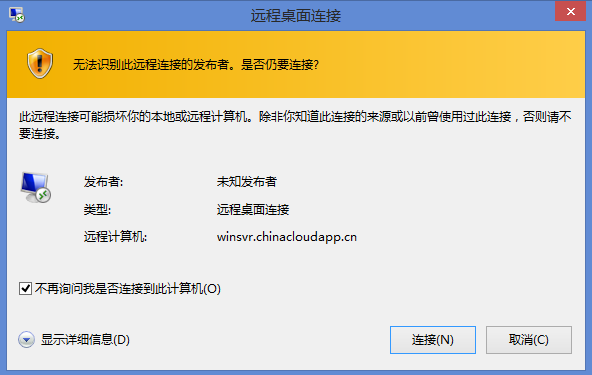 远程桌面连接
无法识别此远程连接的发布者。是否仍要连接?
此远程连接可能损坏你的本地或远程计算机。除非你知道此连接的来源或以前曾使用过此连接，否则请不
要连接。
发布者: 未知发布者
类型: 远程桌面连接
远程计算机: winsvr.chinacloudapp.cn
不再询问我是否连接到此计算机(O)
显示详细信息(D) 连接(N) 取消(C)